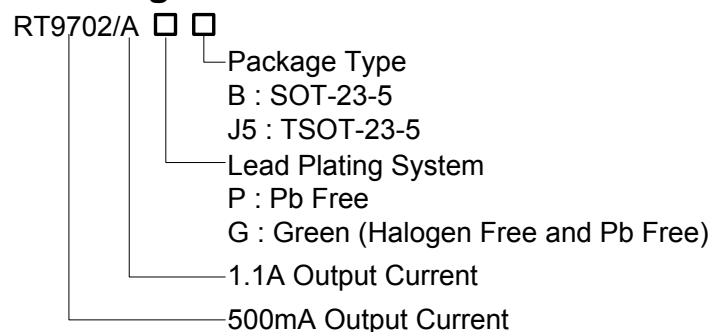 RT9702/A
Package Type
B : SOT-23-5
J5 : TSOT-23-5
Lead Plating System
P : Pb Free
G : Green (Halogen Free and Pb Free)
1.1A Output Current
500mA Output Current